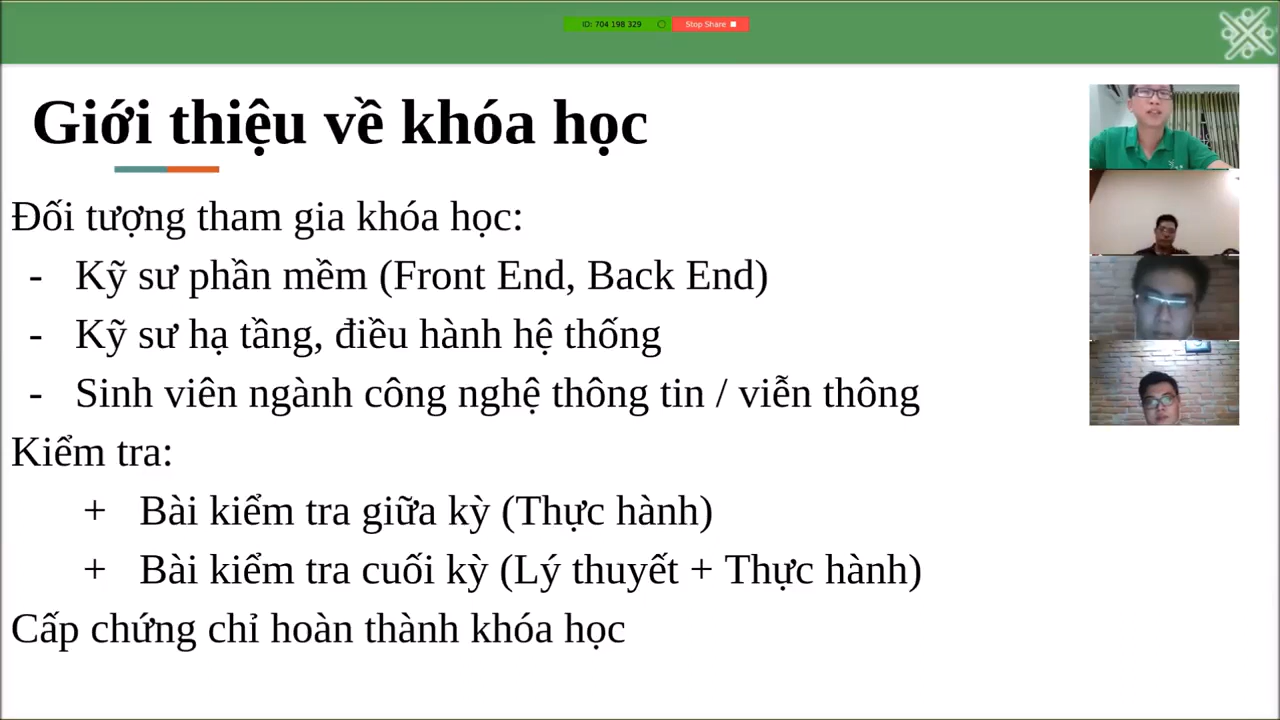 ID: 704 198 329
Stop Share
Giới thiệu về khóa học
Đối tượng tham gia khóa học:
- Kỹ sư phần mềm (Front End, Back End)
- Kỹ sư hạ tầng, điều hành hệ thống
- Sinh viên ngành công nghệ thông tin / viễn thông
Kiểm tra:
+ Bài kiểm tra giữa kỳ (Thực hành)
+ Bài kiểm tra cuối kỳ (Lý thuyết + Thực hành)
Cấp chứng chỉ hoàn thành khóa học